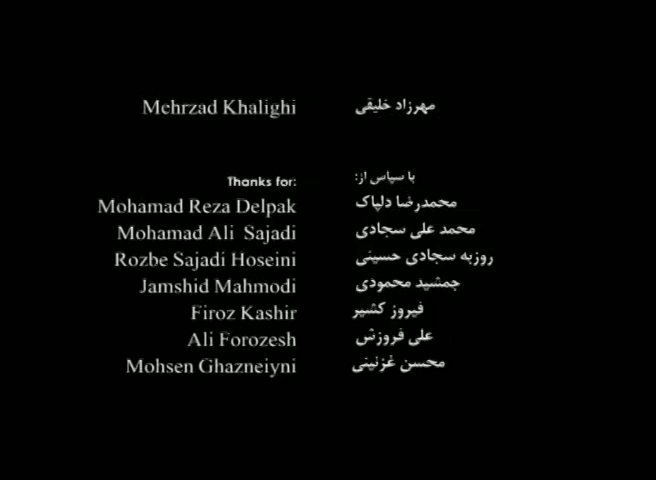 Mehrzad Khalighi مهرزاد خلیقی
Thanks for: با سپاس از:
Mohamad Reza Delpak محمدرضا دلپاک
Mohamad Ali Sajadi محمد علی سجادی
Rozbe Sajadi Hoseini روزبه سجادی حسینی
Jamshid Mahmodi جمشید محمودی
Firoz Kashir فیروز کشیر
Ali Forozesh علی فروزش
Mohsen Ghazneiyni محسن غزنینی